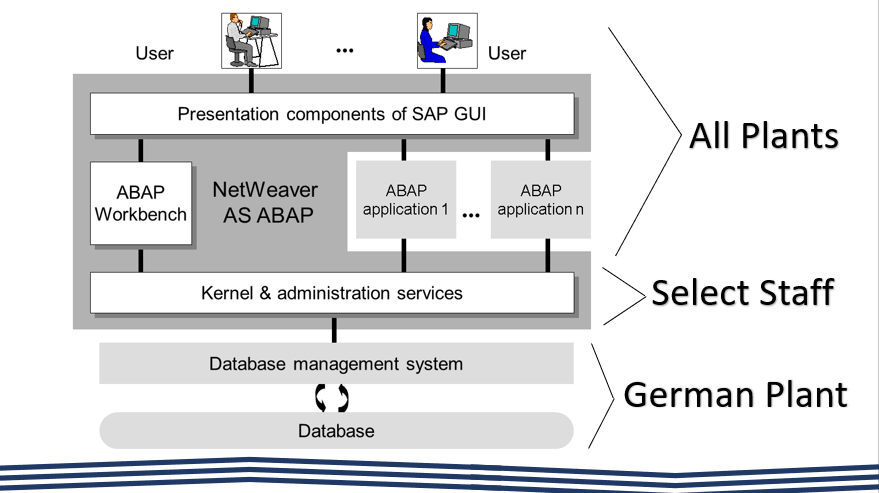 User
...
User
Presentation components of SAP GUI
All Plants
ABAP
Workbench
NetWeaver
AS ABAP
ABAP
application 1
...
ABAP
application n
Kernel & administration services
Select Staff
Database management system
German Plant
Database